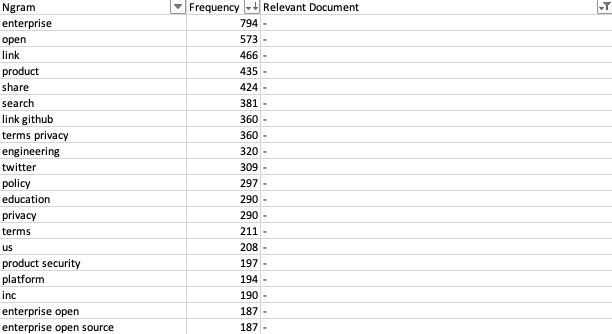 Ngram Frequency Relevant Document
enterprise 794 -
open 573 -
link 466 -
product 435 -
share 424 -
search 381 -
link github 360 -
terms privacy 360 -
engineering 320 -
twitter 309 -
policy 297 -
education 290 -
privacy 290 -
terms 211 -
us 208 -
product security 197 -
platform 194 -
inc 190 -
enterprise open 187 -
enterprise open source 187 -